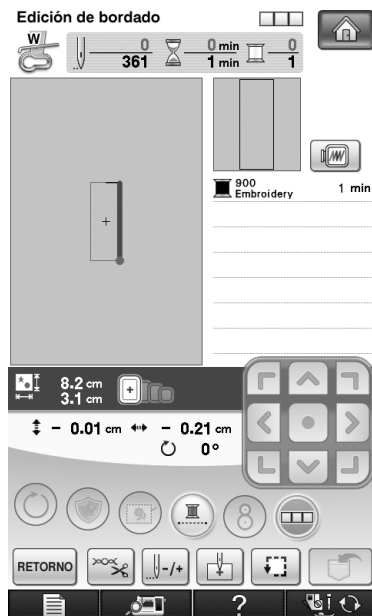 Edición de bordado
W
0 0 min 0
361 1 min 1
900
Embroidery 1 min
8.2 cm
3.1 cm
- 0.01 cm - 0.21 cm
0°
8
RETORNO -/+
?